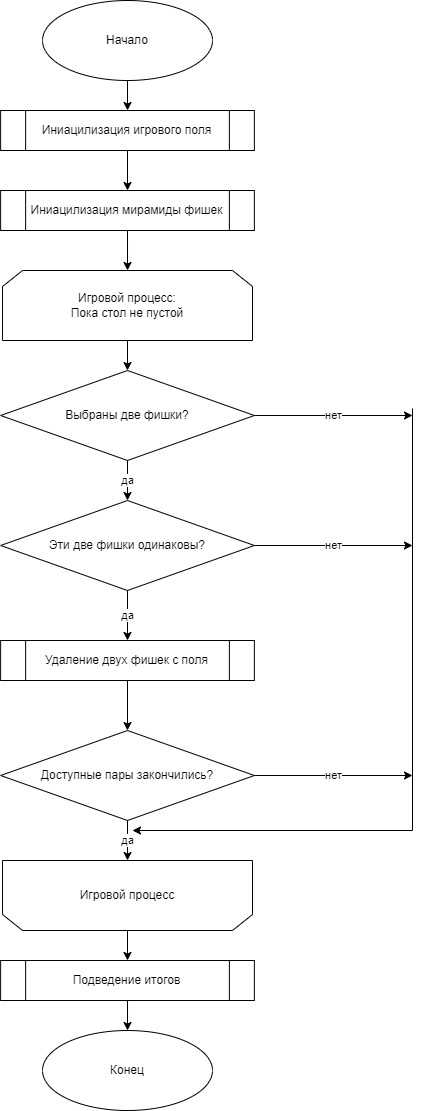 Начало
Иниацилизация игрового поля
Иниацилизация мирамиды фишек
Игровой процесс:
Пока стол не пустой
Выбраны две фишки?
нет
да
Эти две фишки одинаковы?
нет
да
Удаление двух фишек с поля
Доступные пары закончились?
нет
да
Игровой процесс
Подведение итогов
Конец